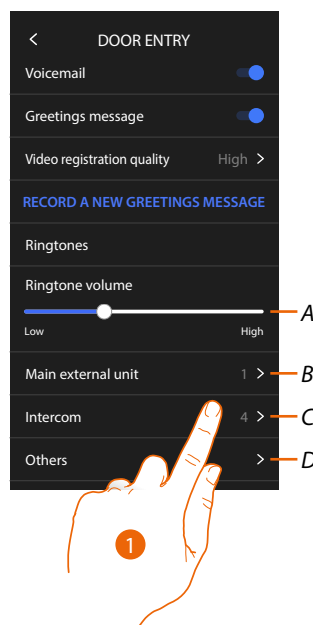 < DOOR ENTRY
Voicemail
Greetings message
Video registration quality High >
RECORD A NEW GREETINGS MESSAGE
Ringtones
Ringtone volume
A
Low High
Main external unit 1 > B
Intercom 4 > C
Others > D
1